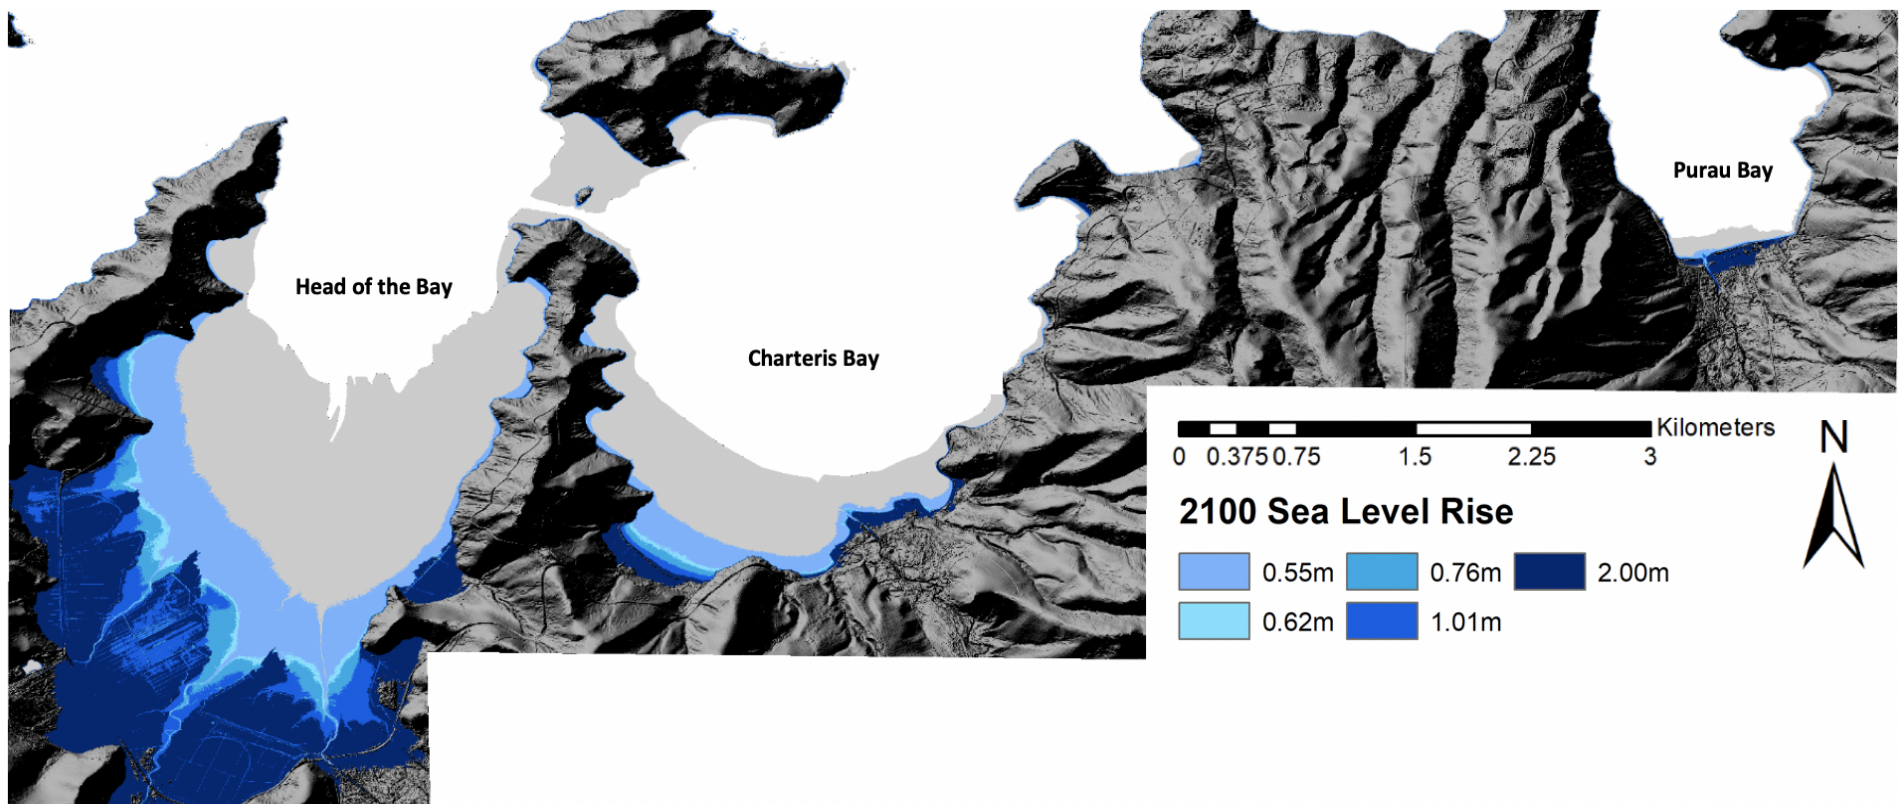 Purau Bay
Head of the Bay
Charteris Bay
Kilometers
0 0.375 0.75 1.5 2.25 3
N
2100 Sea Level Rise
0.55m 0.76m 2.00m
0.62m 1.01m